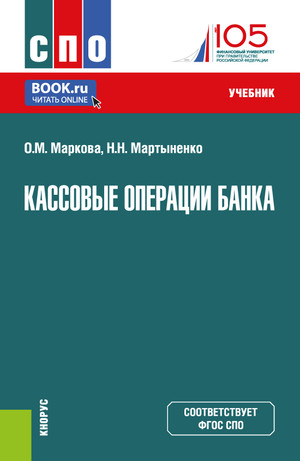 СПО
105
ФИНАНСОВЫЙ УНИВЕРСИТЕТ
ПРИ ПРАВИТЕЛЬСТВЕ
РОССИЙСКОЙ ФЕДЕРАЦИИ
BOOK.ru
ЧИТАТЬ ONLINE
УЧЕБНИК
О.М. Маркова, Н.Н. Мартыненко
КАССОВЫЕ ОПЕРАЦИИ БАНКА
КНОРУС
СООТВЕТСТВУЕТ
ФГОС СПО